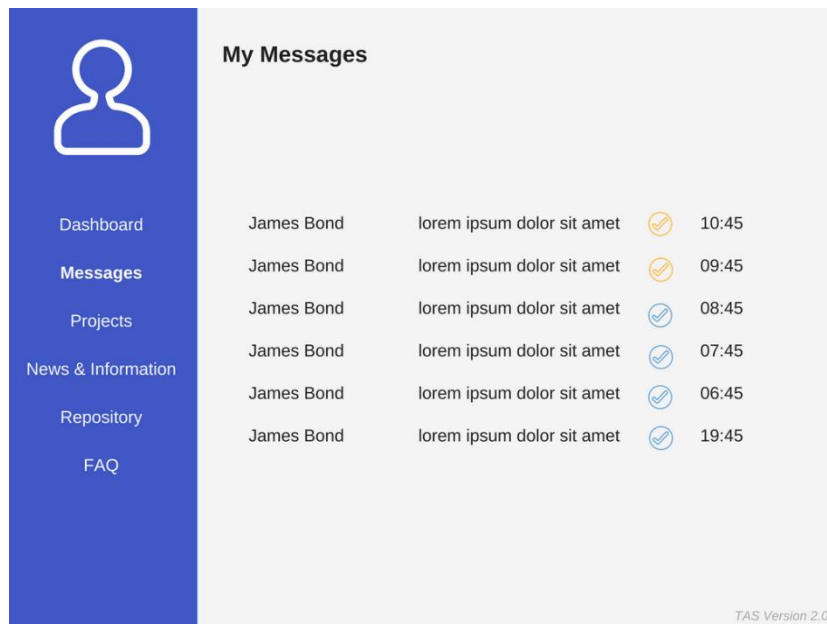 My Messages
Dashboard
Messages
Projects
News & Information
Repository
FAQ
James Bond lorem ipsum dolor sit amet 10:45
James Bond lorem ipsum dolor sit amet 09:45
James Bond lorem ipsum dolor sit amet 08:45
James Bond lorem ipsum dolor sit amet 07:45
James Bond lorem ipsum dolor sit amet 06:45
James Bond lorem ipsum dolor sit amet 19:45
TAS Version 2.0